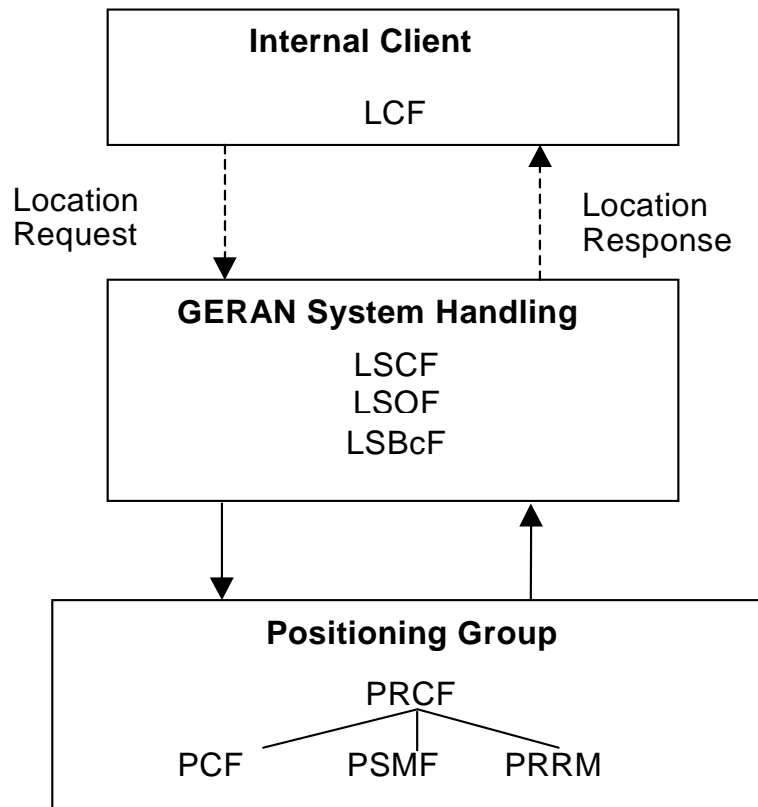 Internal Client
LCF
Location
Request
Location
Response
GERAN System Handling
LSCF
LSOF
LSBcF
Positioning Group
PRCF
PCF PSMF PRRM